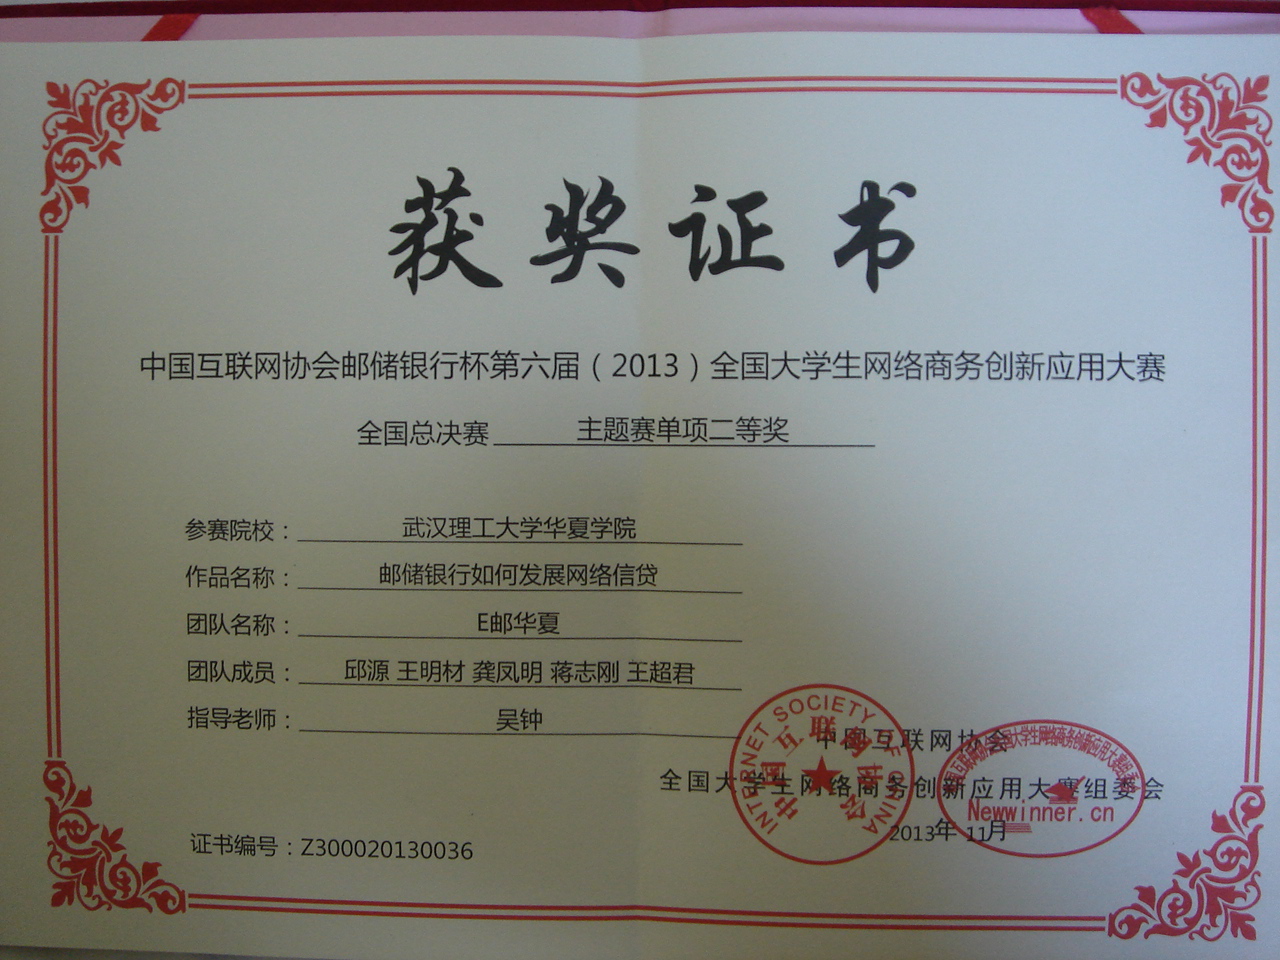 获奖证书
中国互联网协会邮储银行杯第六届（2013）全国大学生网络商务创新应用大赛
全国总决赛 主题赛单项二等奖
参赛院校： 武汉理工大学华夏学院
作品名称： 邮储银行如何发展网络信贷
团队名称： E邮华夏
团队成员： 邱源 王明材 龚凤明 蒋志刚 王超君
指导老师： 吴钟
中国互联网协会
全国大学生网络商务创新应用大赛组委会
2013年 11月
证书编号：Z300020130036
INTERNET SOCIETY OF CHINA
中国互联网协会
Newwinner.cn